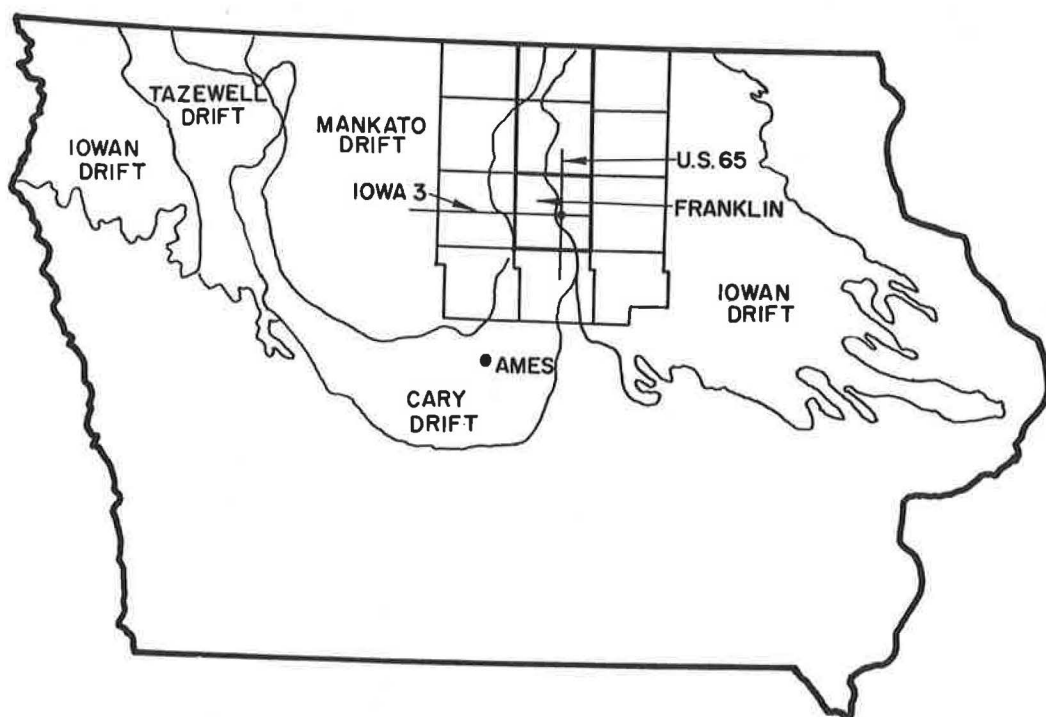 TAZEWELL
DRIFT
IOWAN
DRIFT
MANKATO
DRIFT
IOWA 3
U.S. 65
FRANKLIN
IOWAN
DRIFT
AMES
CARY
DRIFT